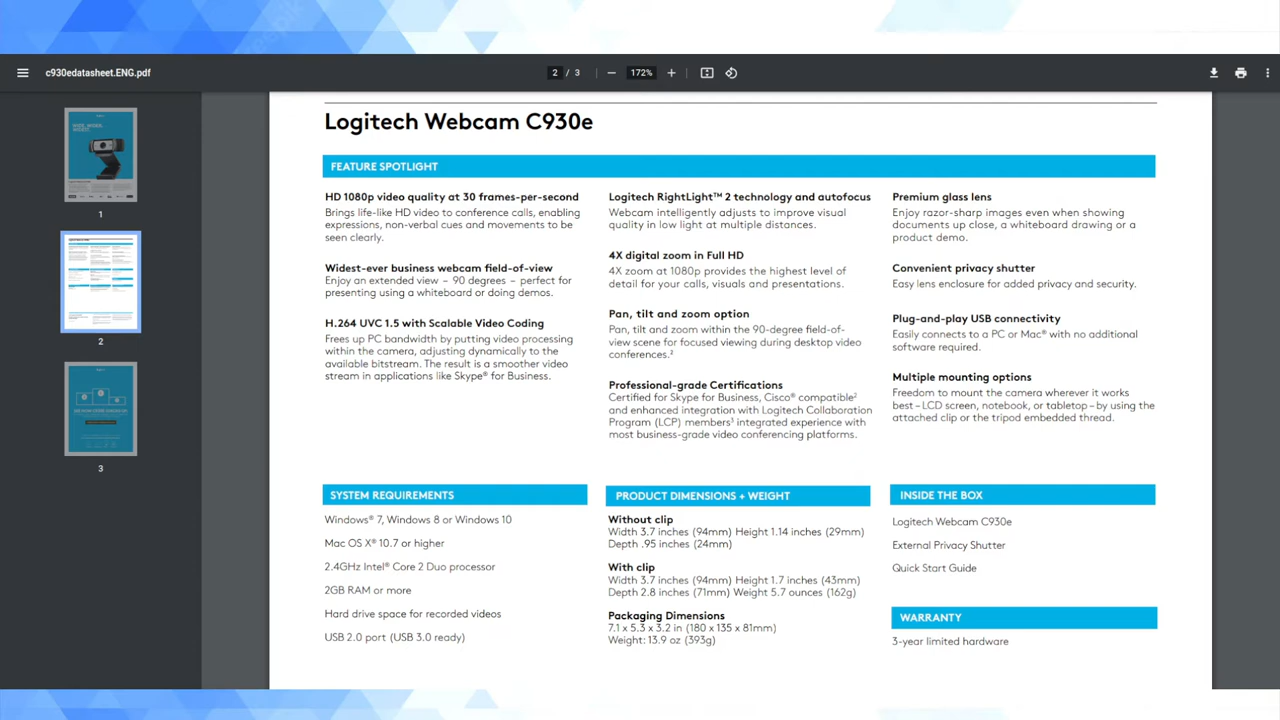 c930edatasheet.ENG.pdf
2 / 3
172%
1
2
3
Logitech Webcam C930e
FEATURE SPOTLIGHT
HD 1080p video quality at 30 frames-per-second
Brings life-like HD video to conference calls, enabling
expressions, non-verbal cues and movements to be
seen clearly.
Widest-ever business webcam field-of-view
Enjoy an extended view – 90 degrees – perfect for
presenting using a whiteboard or doing demos.
H.264 UVC 1.5 with Scalable Video Coding
Frees up PC bandwidth by putting video processing
within the camera, adjusting dynamically to the
available bitstream. The result is a smoother video
stream in applications like Skype® for Business.
Logitech RightLight™ 2 technology and autofocus
Webcam intelligently adjusts to improve visual
quality in low light at multiple distances.
4X digital zoom in Full HD
4X zoom at 1080p provides the highest level of
detail for your calls, visuals and presentations.
Pan, tilt and zoom option
Pan, tilt and zoom within the 90-degree field-of-
view scene for focused viewing during desktop video
conferences.²
Professional-grade Certifications
Certified for Skype for Business, Cisco® compatible²
and enhanced integration with Logitech Collaboration
Program (LCP) members³ integrated experience with
most business-grade video conferencing platforms.
Premium glass lens
Enjoy razor-sharp images even when showing
documents up close, a whiteboard drawing or a
product demo.
Convenient privacy shutter
Easy lens enclosure for added privacy and security.
Plug-and-play USB connectivity
Easily connects to a PC or Mac® with no additional
software required.
Multiple mounting options
Freedom to mount the camera wherever it works
best – LCD screen, notebook, or tabletop – by using the
attached clip or the tripod embedded thread.
SYSTEM REQUIREMENTS
Windows® 7, Windows 8 or Windows 10
Mac OS X® 10.7 or higher
2.4GHz Intel® Core 2 Duo processor
2GB RAM or more
Hard drive space for recorded videos
USB 2.0 port (USB 3.0 ready)
PRODUCT DIMENSIONS + WEIGHT
Without clip
Width 3.7 inches (94mm) Height 1.14 inches (29mm)
Depth .95 inches (24mm)
With clip
Width 3.7 inches (94mm) Height 1.7 inches (43mm)
Depth 2.8 inches (71mm) Weight 5.7 ounces (162g)
Packaging Dimensions
7.1 x 5.3 x 3.2 in (180 x 135 x 81mm)
Weight: 13.9 oz (393g)
INSIDE THE BOX
Logitech Webcam C930e
External Privacy Shutter
Quick Start Guide
WARRANTY
3-year limited hardware